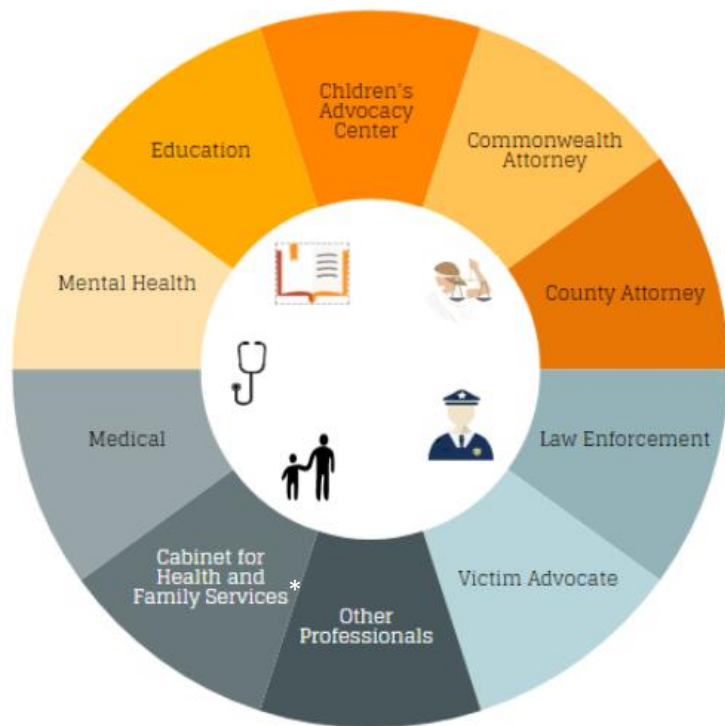 Chldren's
Advocacy
Center
Commonwealth
Attorney
County Attorney
Law Enforcement
Victim Advocate
Other
Professionals
Cabinet for
Health and
Family Services*
Medical
Mental Health
Education